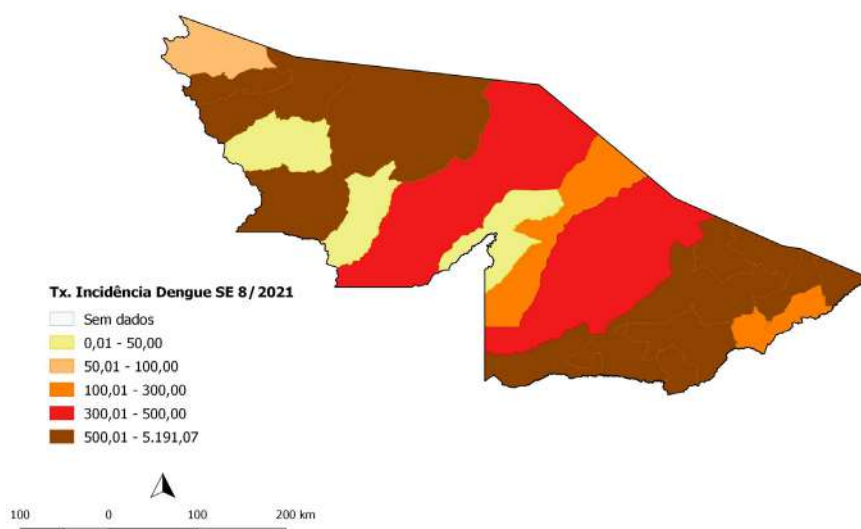 Tx. Incidência Dengue SE 8/2021
Sem dados
0,01 - 50,00
50,01 - 100,00
100,01 - 300,00
300,01 - 500,00
500,01 - 5.191,07
100 0 100 200 km